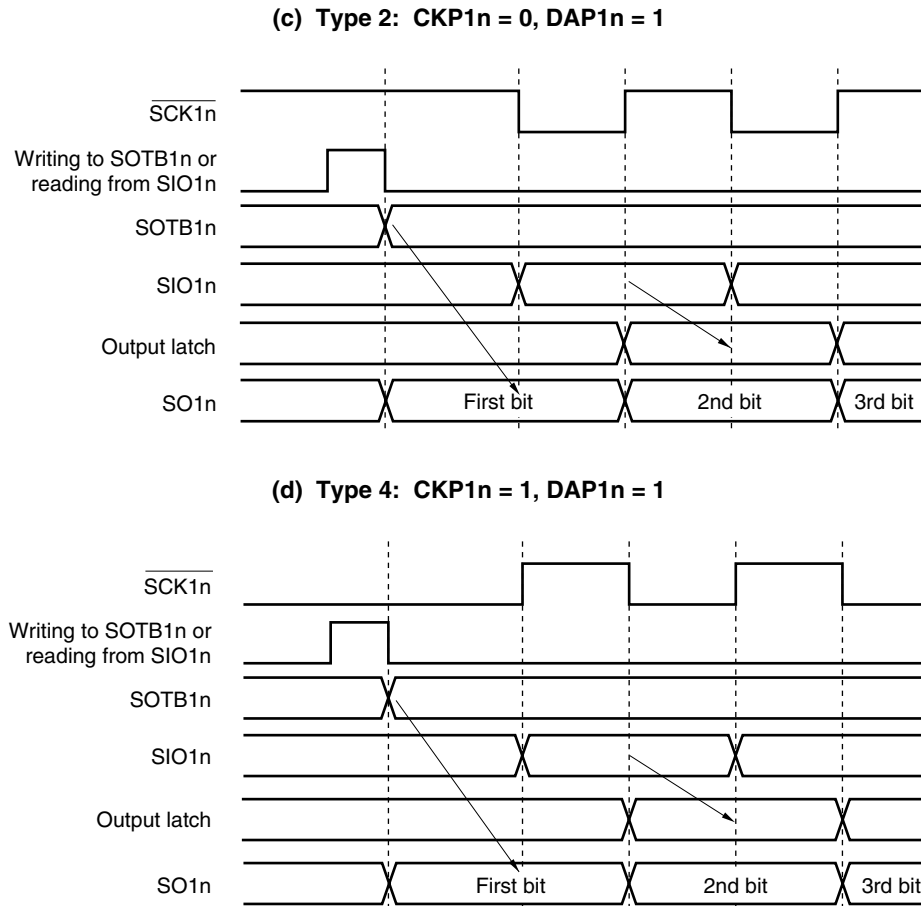 (c) Type 2: CKP1n = 0, DAP1n = 1
SCK1n
Writing to SOTB1n or
reading from SIO1n
SOTB1n
SIO1n
Output latch
SO1n
First bit
2nd bit
3rd bit
(d) Type 4: CKP1n = 1, DAP1n = 1
SCK1n
Writing to SOTB1n or
reading from SIO1n
SOTB1n
SIO1n
Output latch
SO1n
First bit
2nd bit
3rd bit